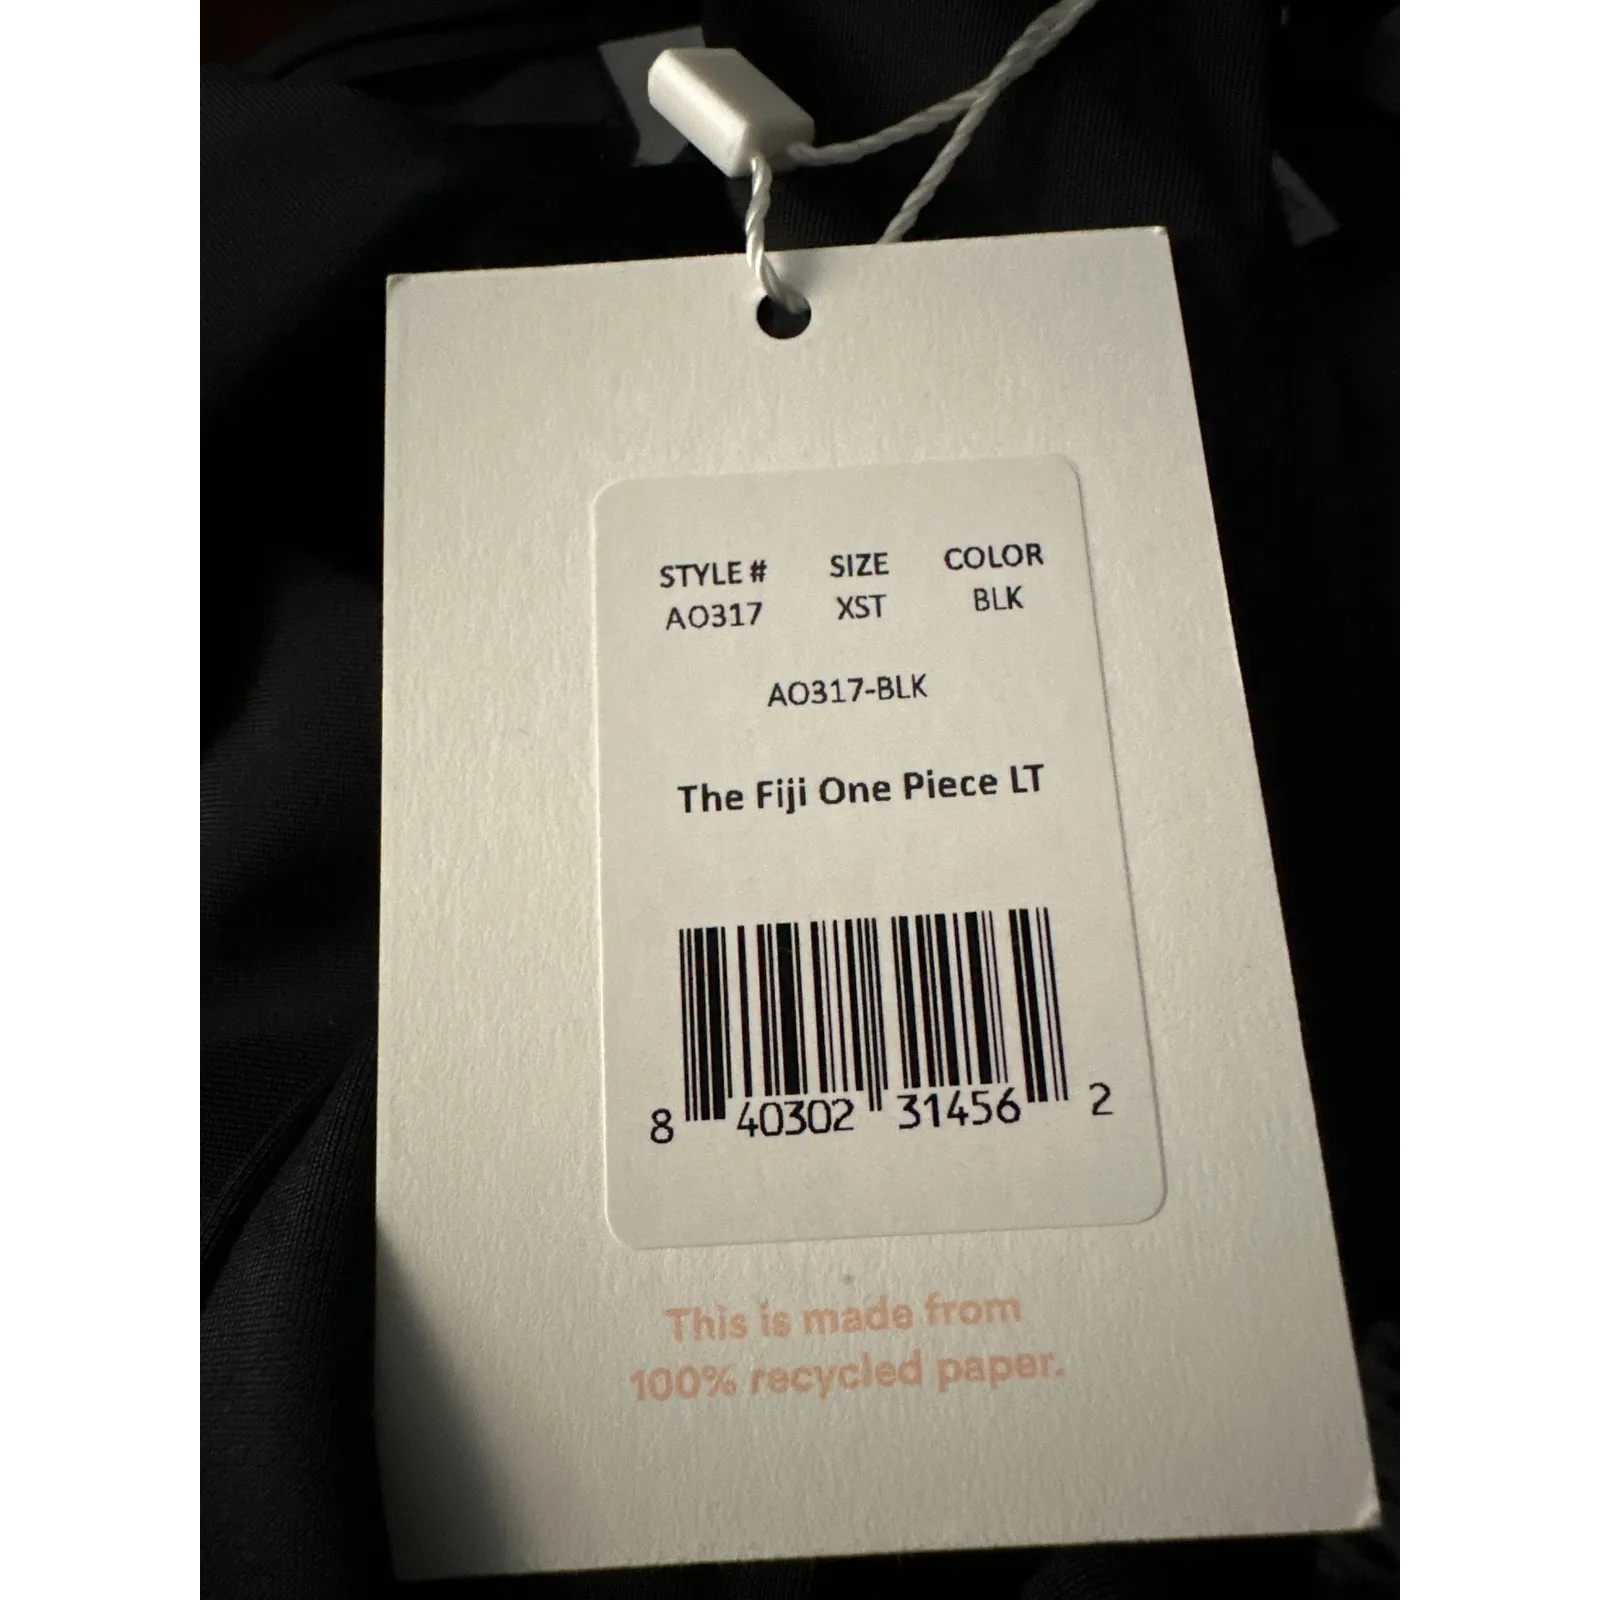 STYLE # SIZE COLOR
AO317 XST BLK
AO317-BLK
The Fiji One Piece LT
8 40302 31456 2
This is made from
100% recycled paper.